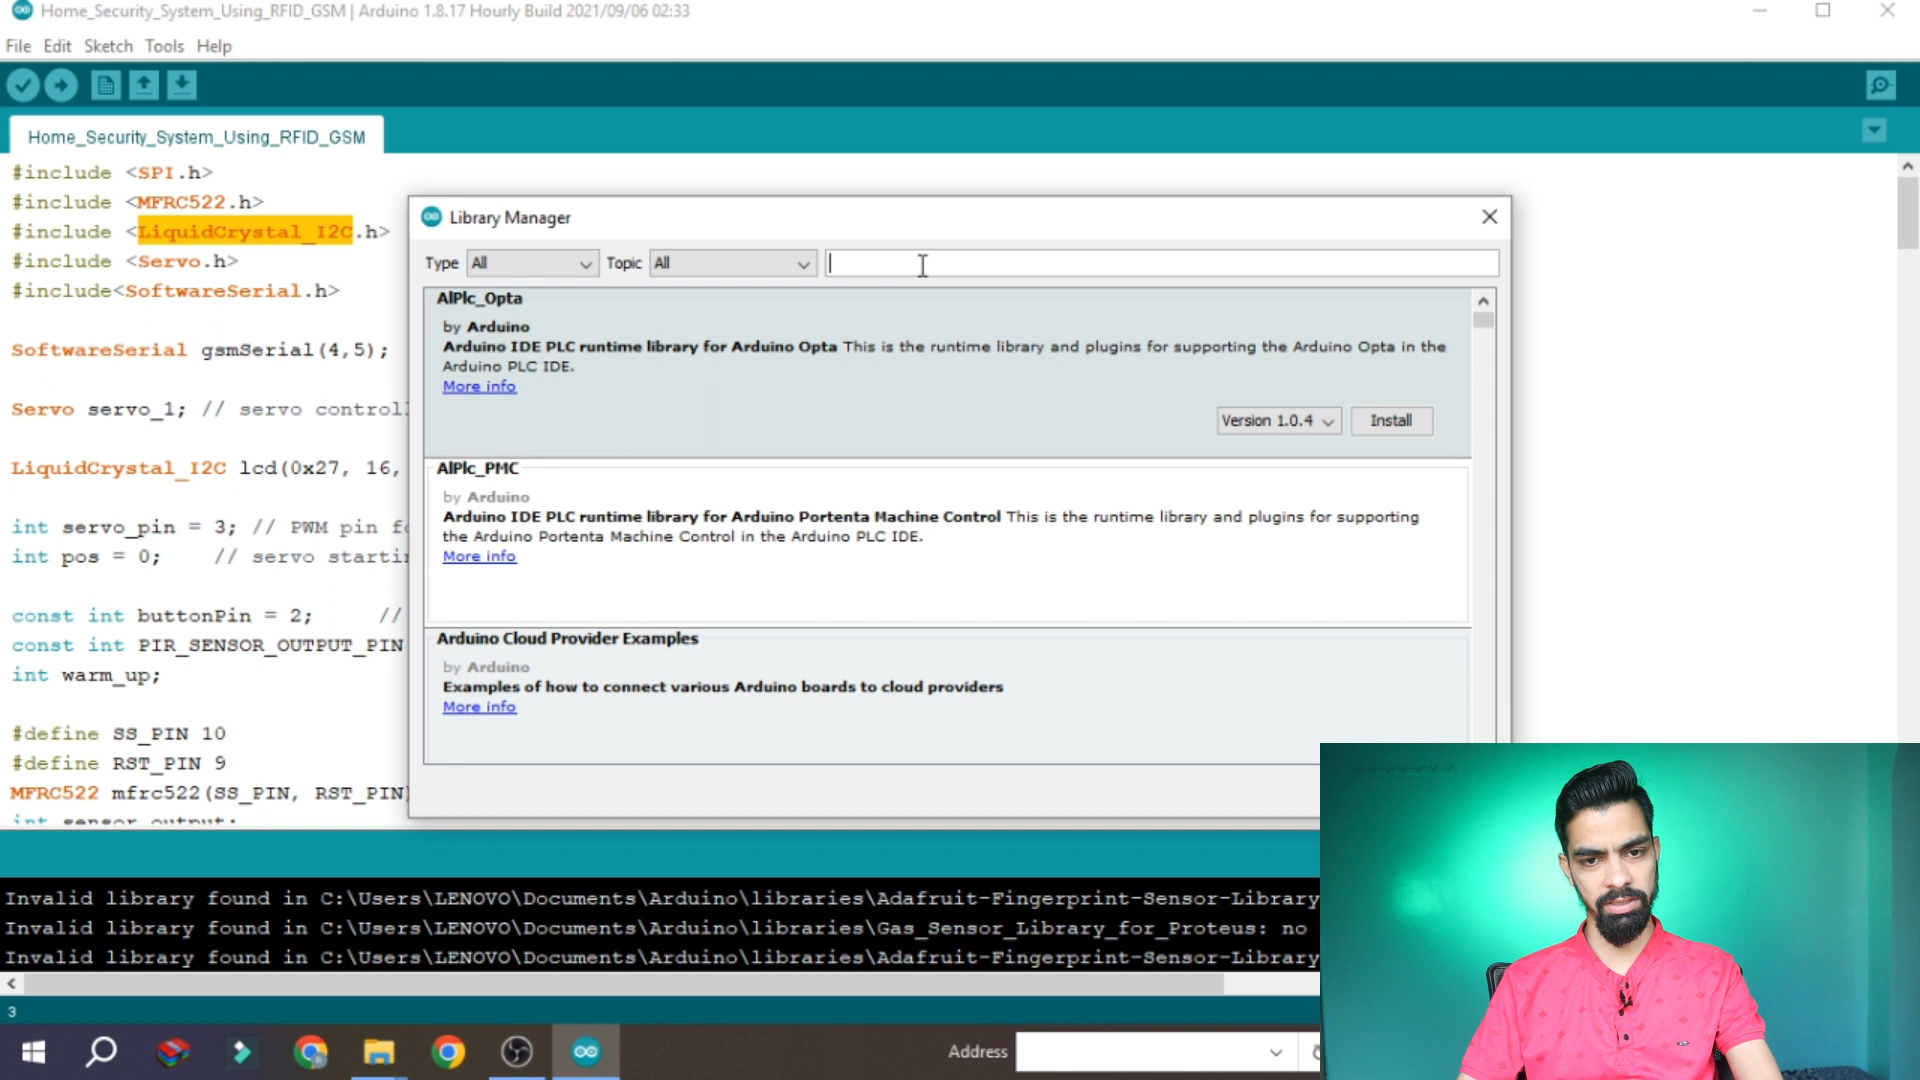 Home_Security_System_Using_RFID_GSM | Arduino 1.8.17 Hourly Build 2021/09/06 02:33
File Edit Sketch Tools Help
Home_Security_System_Using_RFID_GSM
#include <SPI.h>
#include <MFRC522.h>
#include <LiquidCrystal_I2C.h>
#include <Servo.h>
#include<SoftwareSerial.h>
SoftwareSerial gsmSerial(4,5);
Servo servo_1; // servo controll
LiquidCrystal_I2C lcd(0x27, 16,
int servo_pin = 3; // PWM pin fo
int pos = 0; // servo startin
const int buttonPin = 2; //
const int PIR_SENSOR_OUTPUT_PIN
int warm_up;
#define SS_PIN 10
#define RST_PIN 9
MFRC522 mfrc522(SS_PIN, RST_PIN)
int sensor_output;
Library Manager
Type All Topic All
AlPlc_Opta
by Arduino
Arduino IDE PLC runtime library for Arduino Opta This is the runtime library and plugins for supporting the Arduino Opta in the
Arduino PLC IDE.
More info
Version 1.0.4 Install
AlPlc_PMC
by Arduino
Arduino IDE PLC runtime library for Arduino Portenta Machine Control This is the runtime library and plugins for supporting
the Arduino Portenta Machine Control in the Arduino PLC IDE.
More info
Arduino Cloud Provider Examples
by Arduino
Examples of how to connect various Arduino boards to cloud providers
More info
Invalid library found in C:\Users\LENOVO\Documents\Arduino\libraries\Adafruit-Fingerprint-Sensor-Library
Invalid library found in C:\Users\LENOVO\Documents\Arduino\libraries\Gas_Sensor_Library_for_Proteus: no
Invalid library found in C:\Users\LENOVO\Documents\Arduino\libraries\Adafruit-Fingerprint-Sensor-Library
3
Address